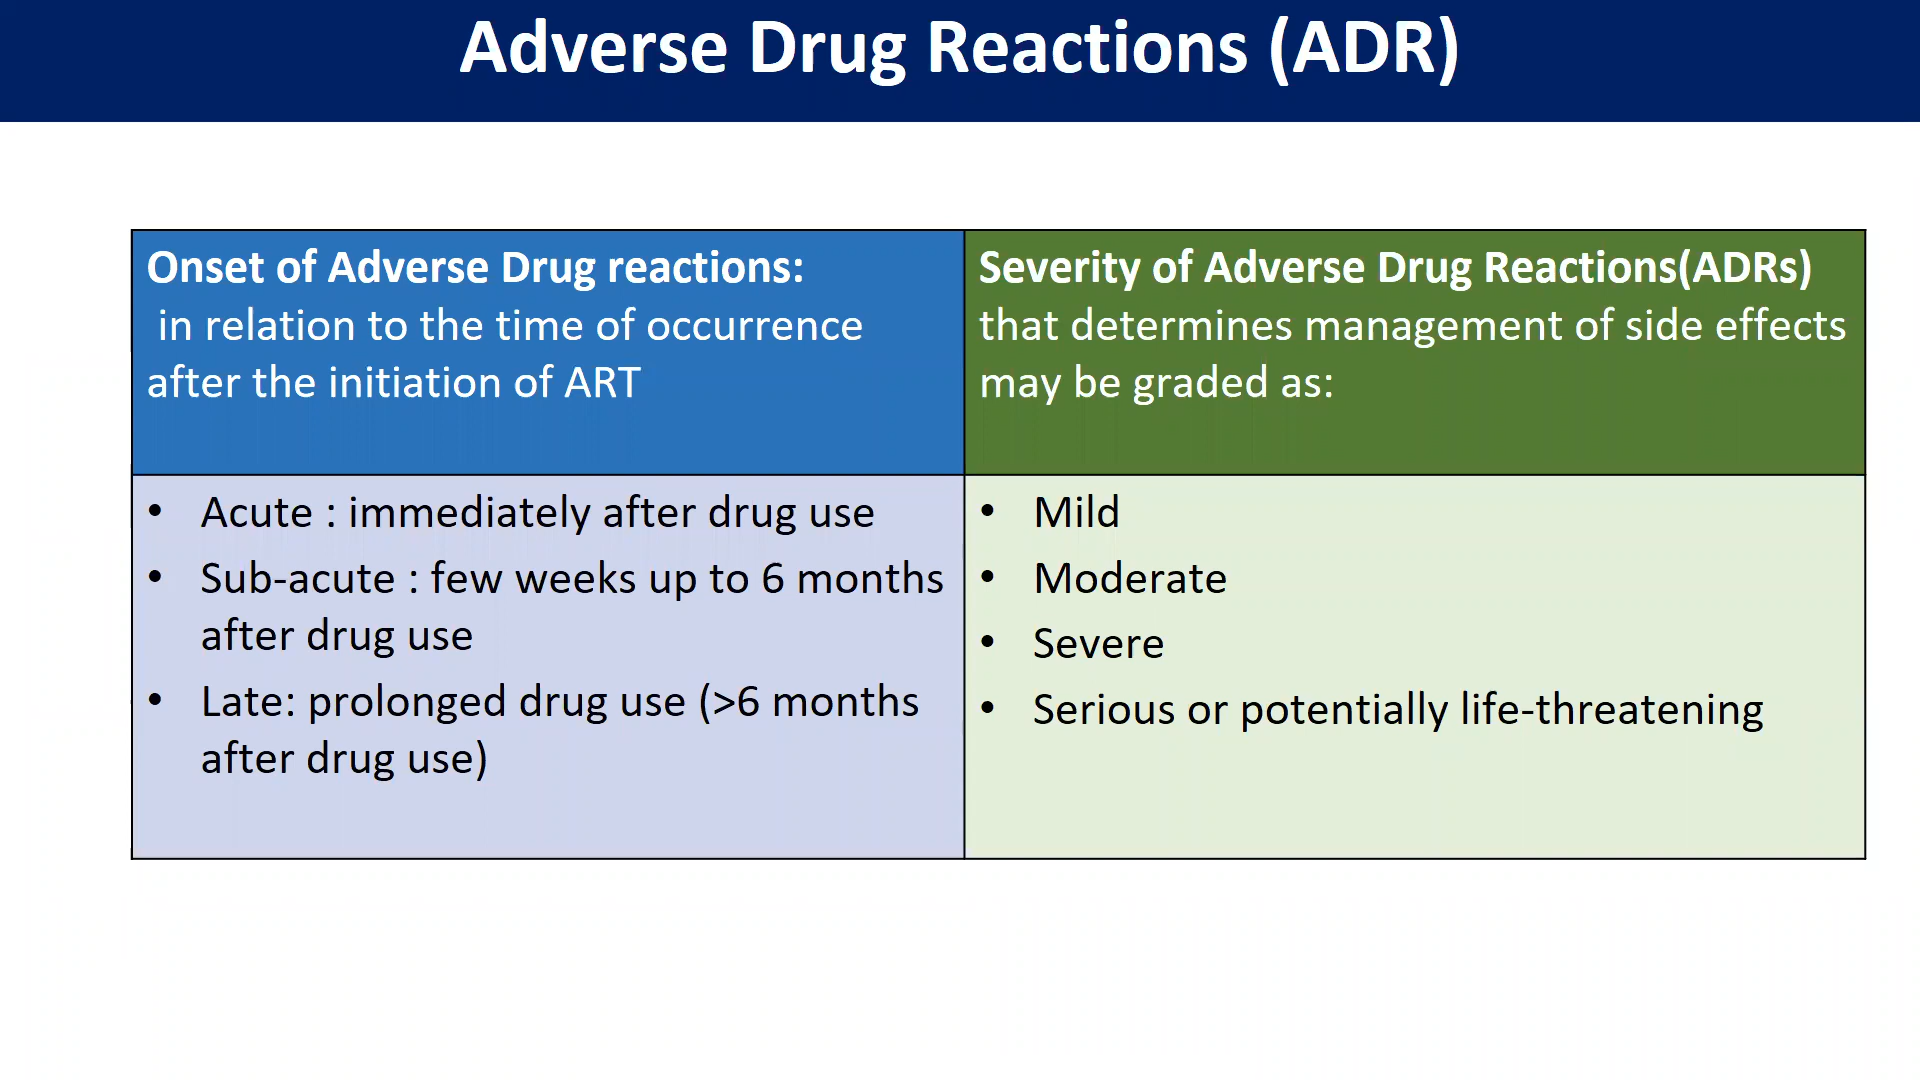 Adverse Drug Reactions (ADR)
Onset of Adverse Drug reactions:
in relation to the time of occurrence
after the initiation of ART
Severity of Adverse Drug Reactions(ADRs)
that determines management of side effects
may be graded as:
• Acute : immediately after drug use
• Sub-acute : few weeks up to 6 months
after drug use
• Late: prolonged drug use (>6 months
after drug use)
• Mild
• Moderate
• Severe
• Serious or potentially life-threatening